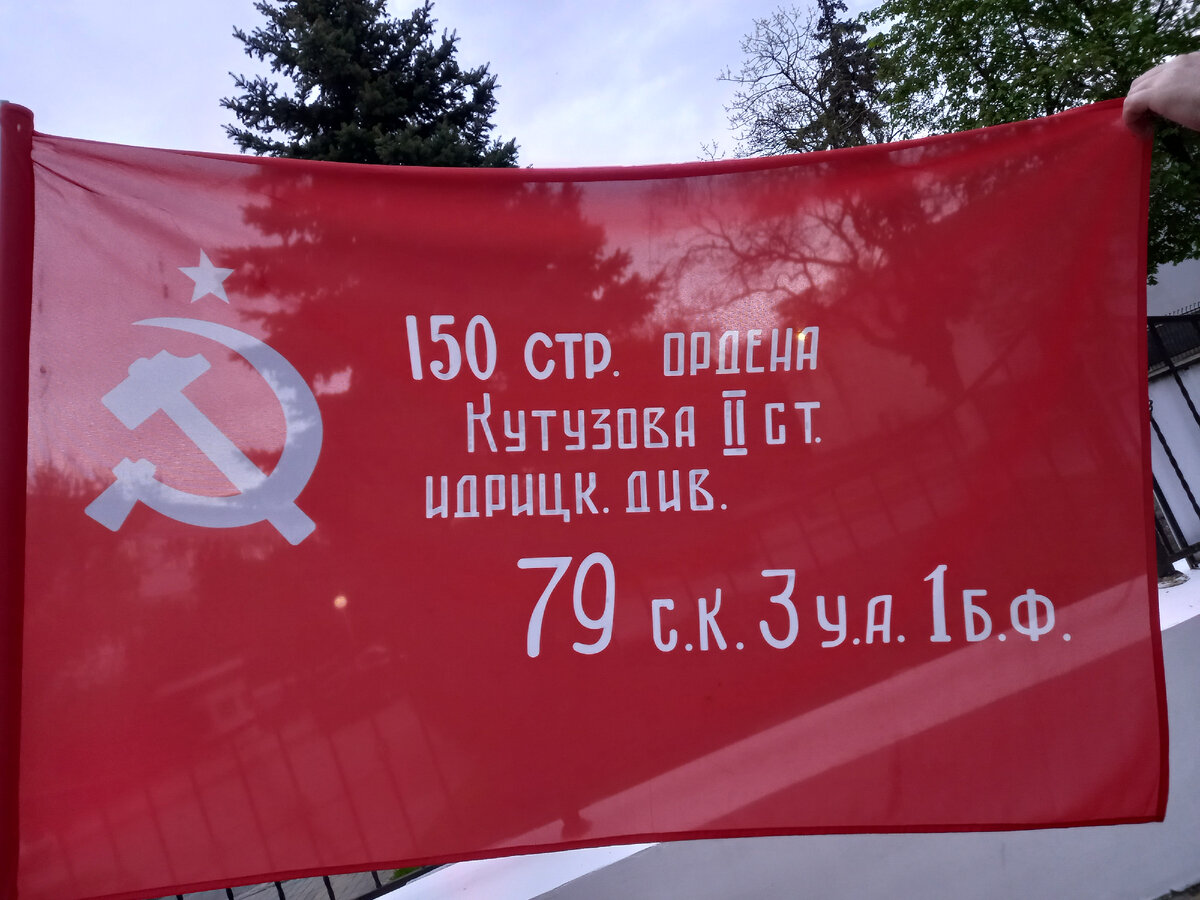 150 СТР. ОРДЕНА
КУТУЗОВА II СТ.
ИДРИЦК. ДИВ.
79 С.К. 3 У.А. 1 Б.Ф.